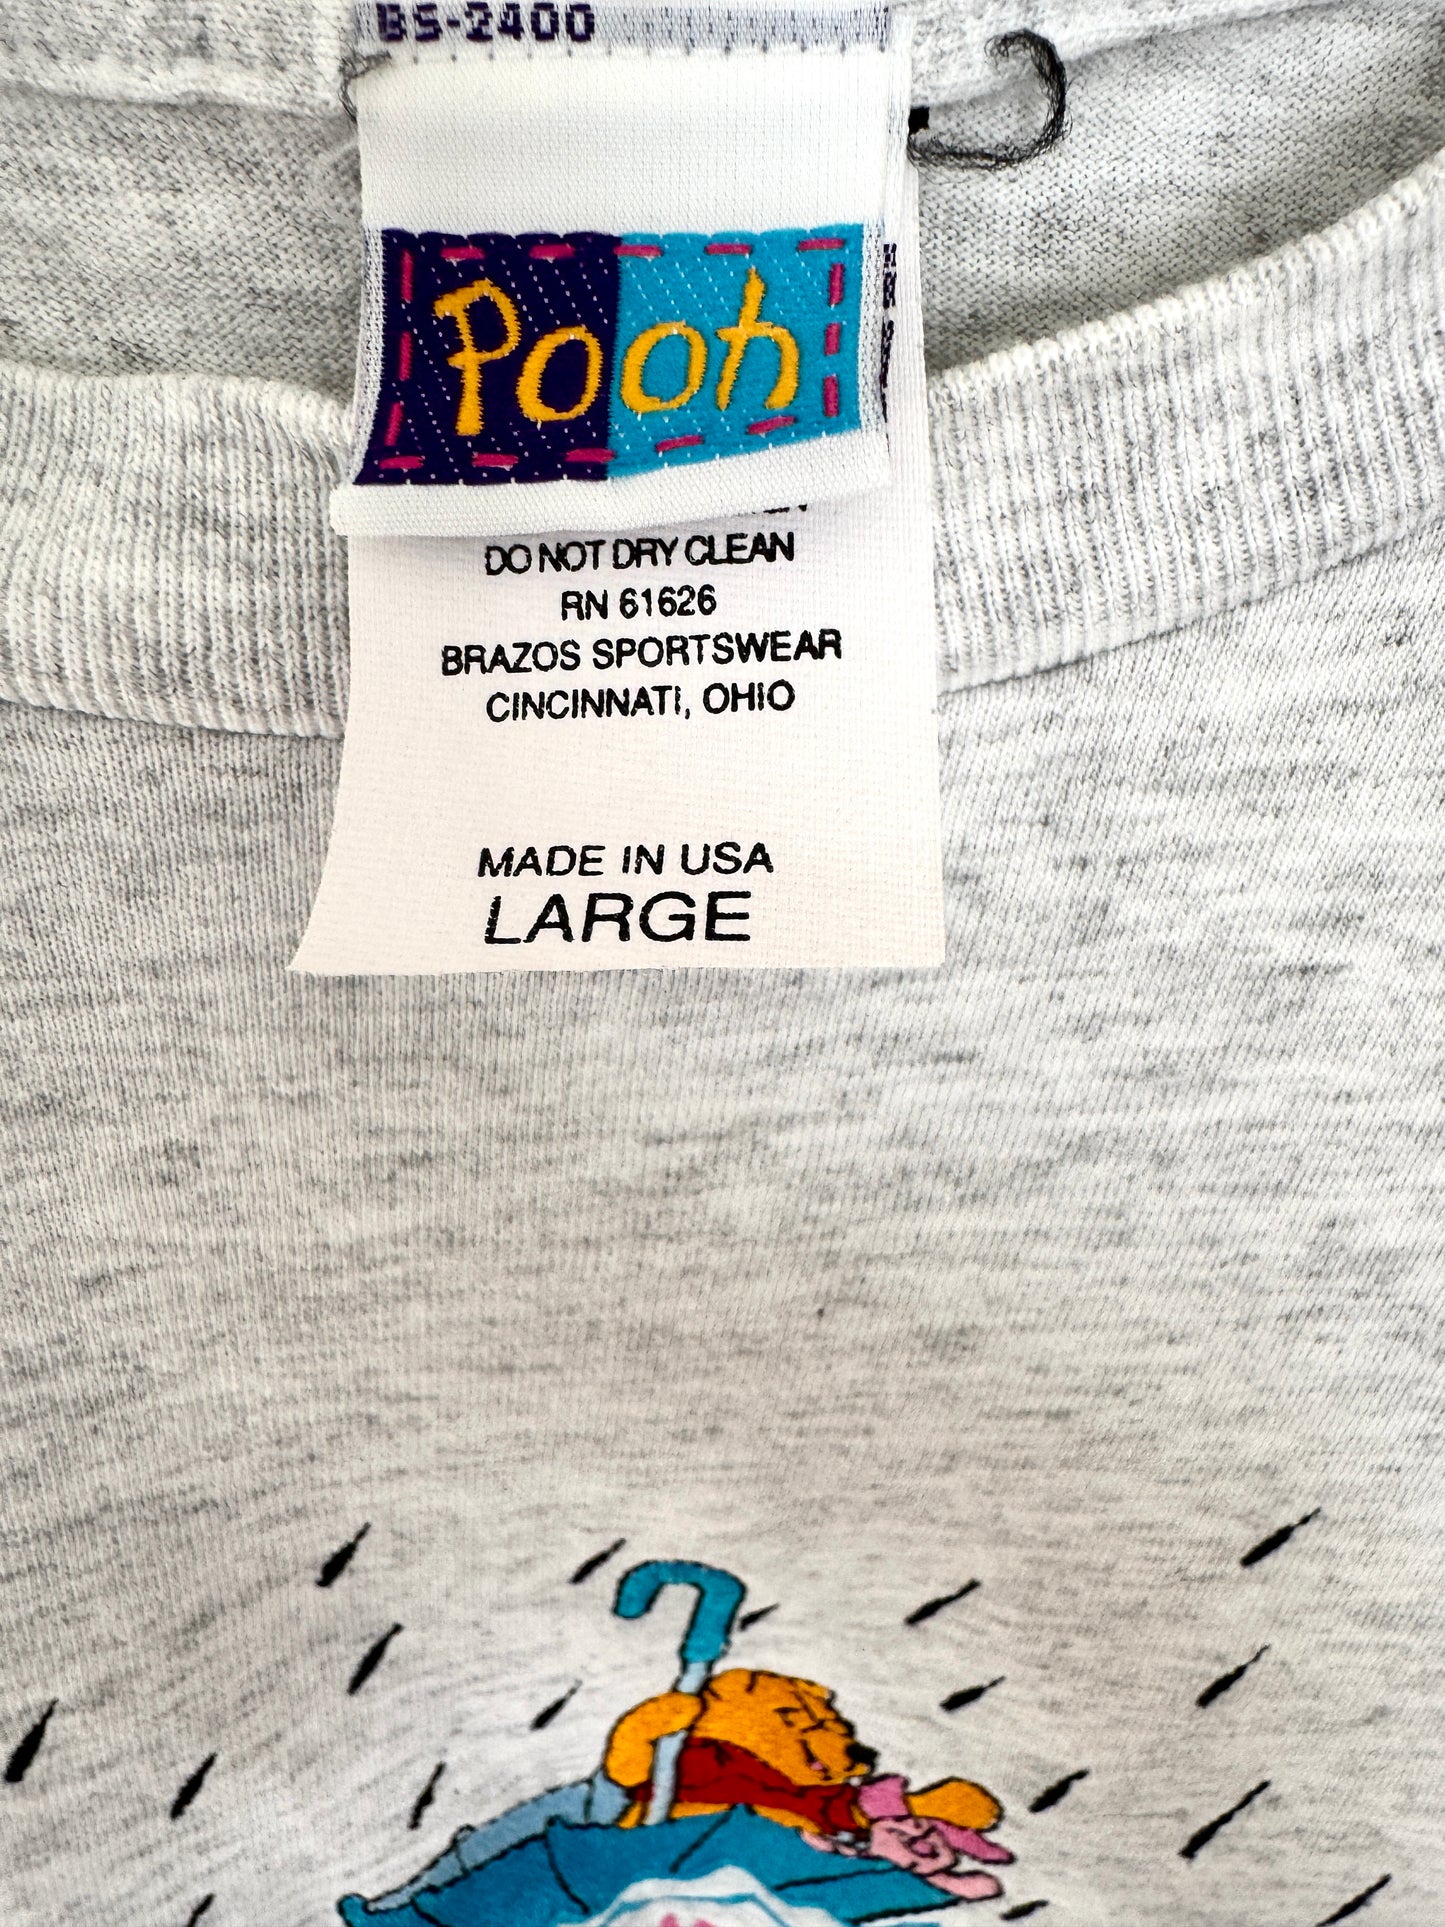 BS-2400
Pooh
DO NOT DRY CLEAN
RN 61626
BRAZOS SPORTSWEAR
CINCINNATI, OHIO
MADE IN USA
LARGE